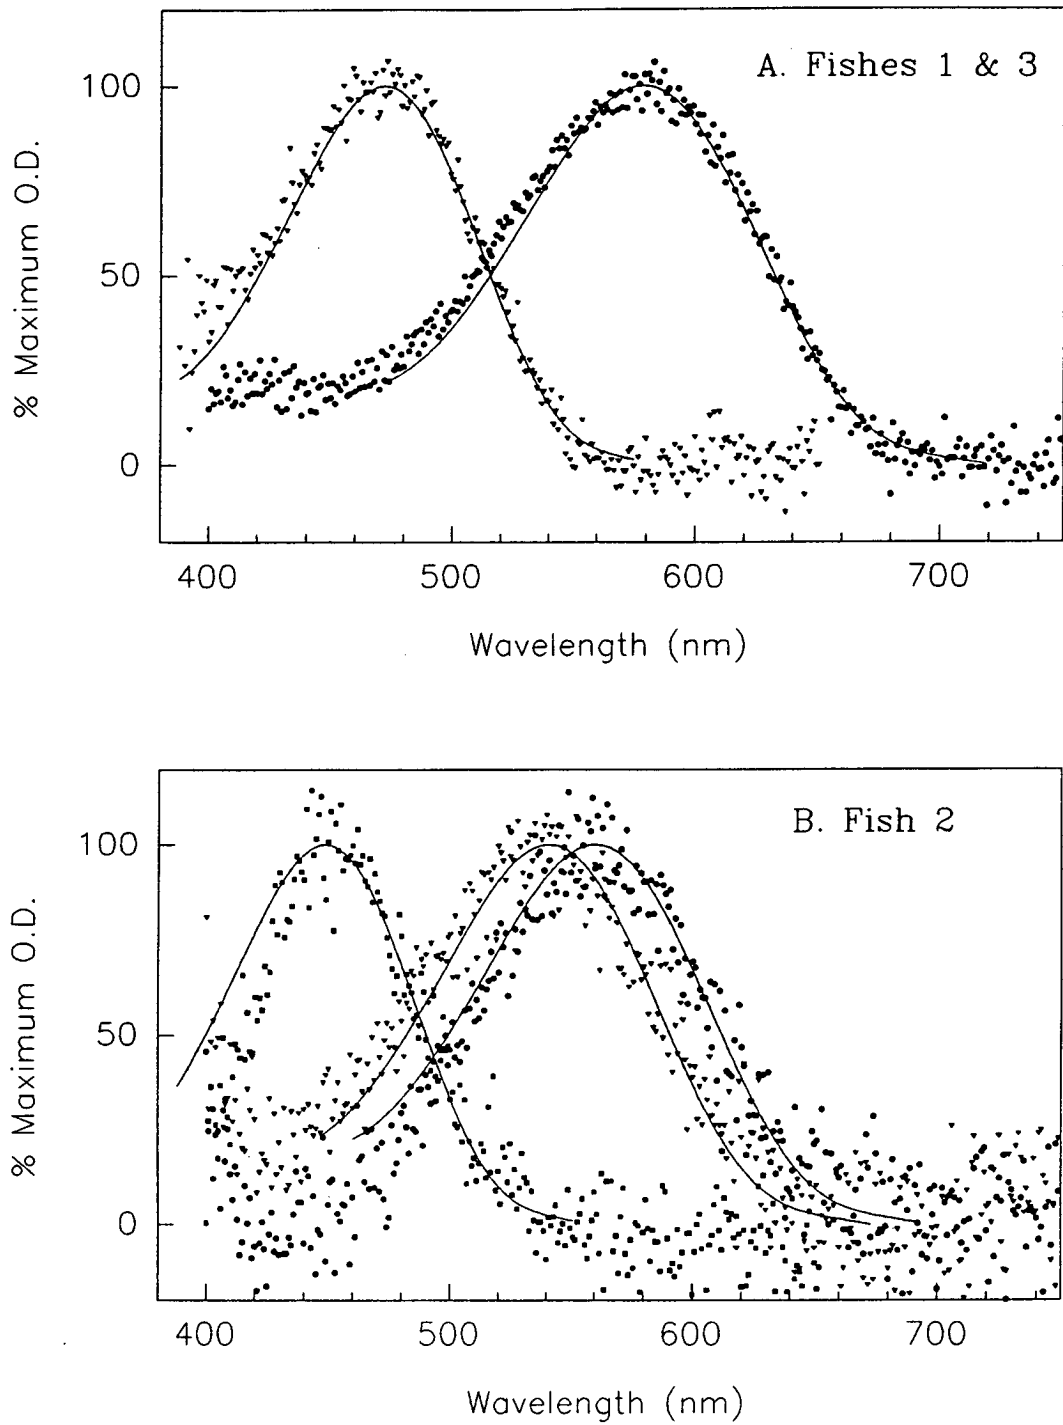 A. Fishes 1 & 3
100
50
0
% Maximum O.D.
400 500 600 700
Wavelength (nm)
B. Fish 2
100
50
0
% Maximum O.D.
400 500 600 700
Wavelength (nm)